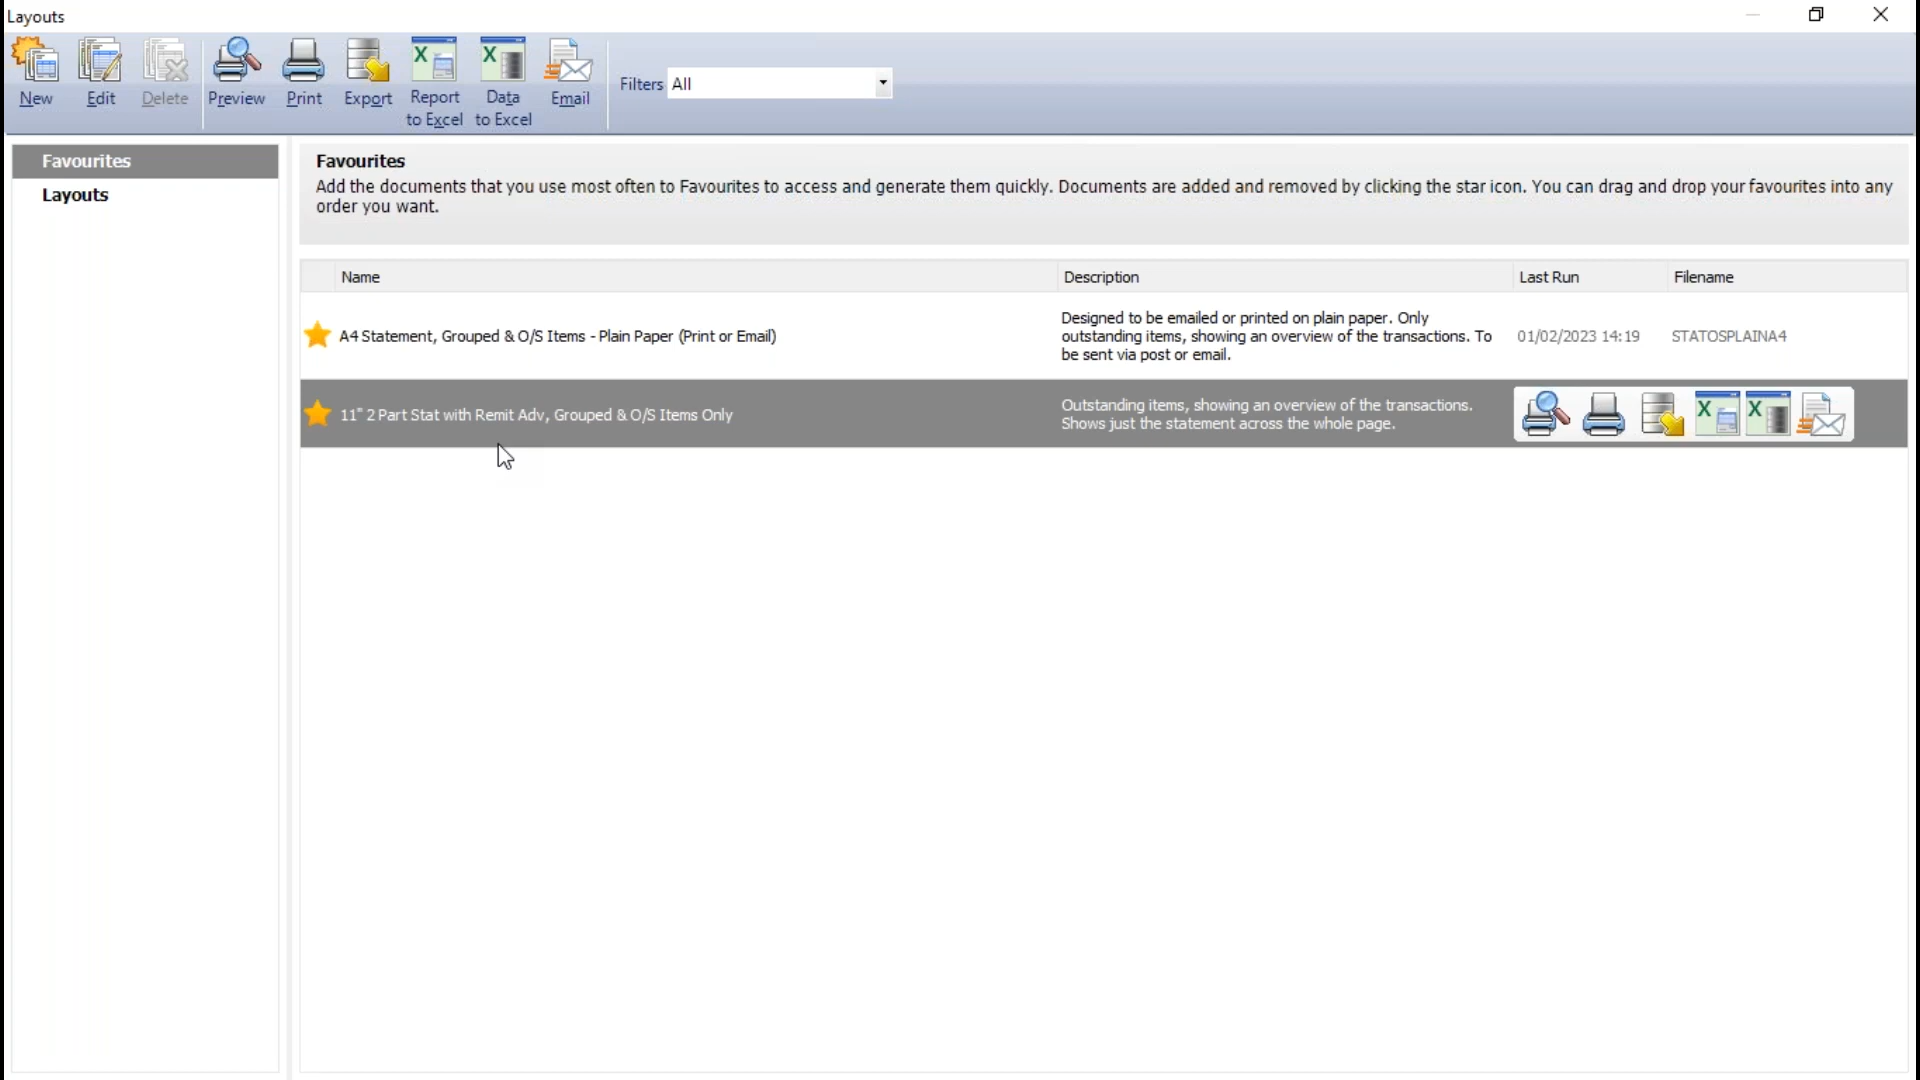 Layouts
New
Edit
Delete
Preview
Print
Export
Report
to Excel
Data
to Excel
Email
Filters All
Favourites
Layouts
Favourites
Add the documents that you use most often to Favourites to access and generate them quickly. Documents are added and removed by clicking the star icon. You can drag and drop your favourites into any
order you want.
Name Description Last Run Filename
A4 Statement, Grouped & O/S Items - Plain Paper (Print or Email)
Designed to be emailed or printed on plain paper. Only
outstanding items, showing an overview of the transactions. To
be sent via post or email.
01/02/2023 14:19
STATOSPLAINA4
11" 2 Part Stat with Remit Adv, Grouped & O/S Items Only
Outstanding items, showing an overview of the transactions.
Shows just the statement across the whole page.